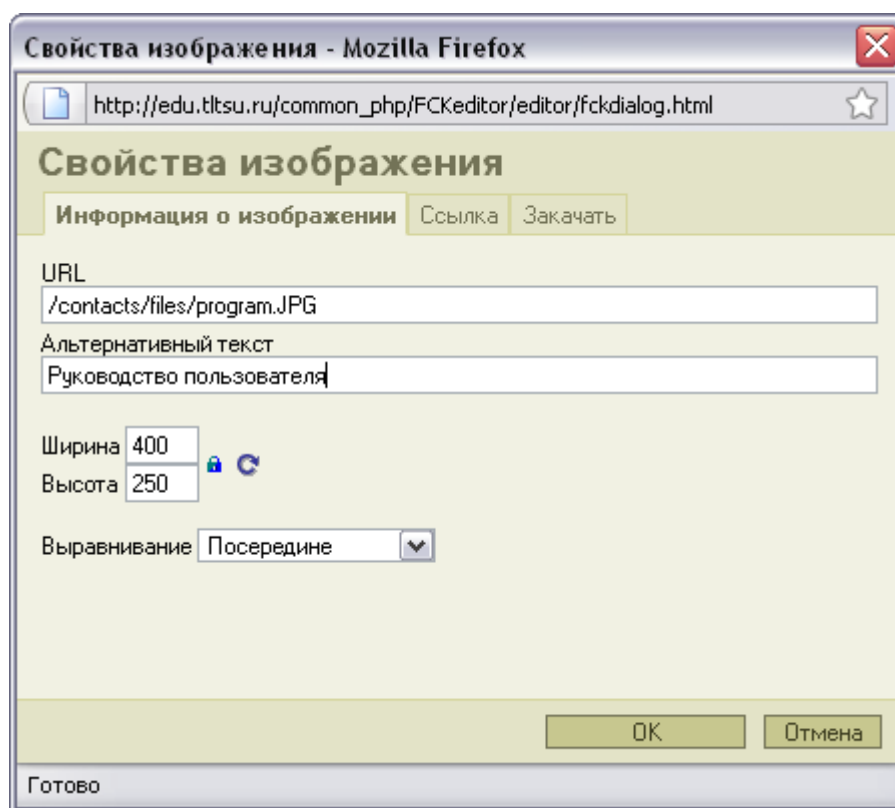 Свойства изображения - Mozilla Firefox
http://edu.tltsu.ru/common_php/FCKeditor/editor/fckdialog.html
Свойства изображения
Информация о изображении Ссылка Закачать
URL
/contacts/files/program.JPG
Альтернативный текст
Руководство пользователя
Ширина 400
Высота 250
Выравнивание Посередине
OK Отмена
Готово